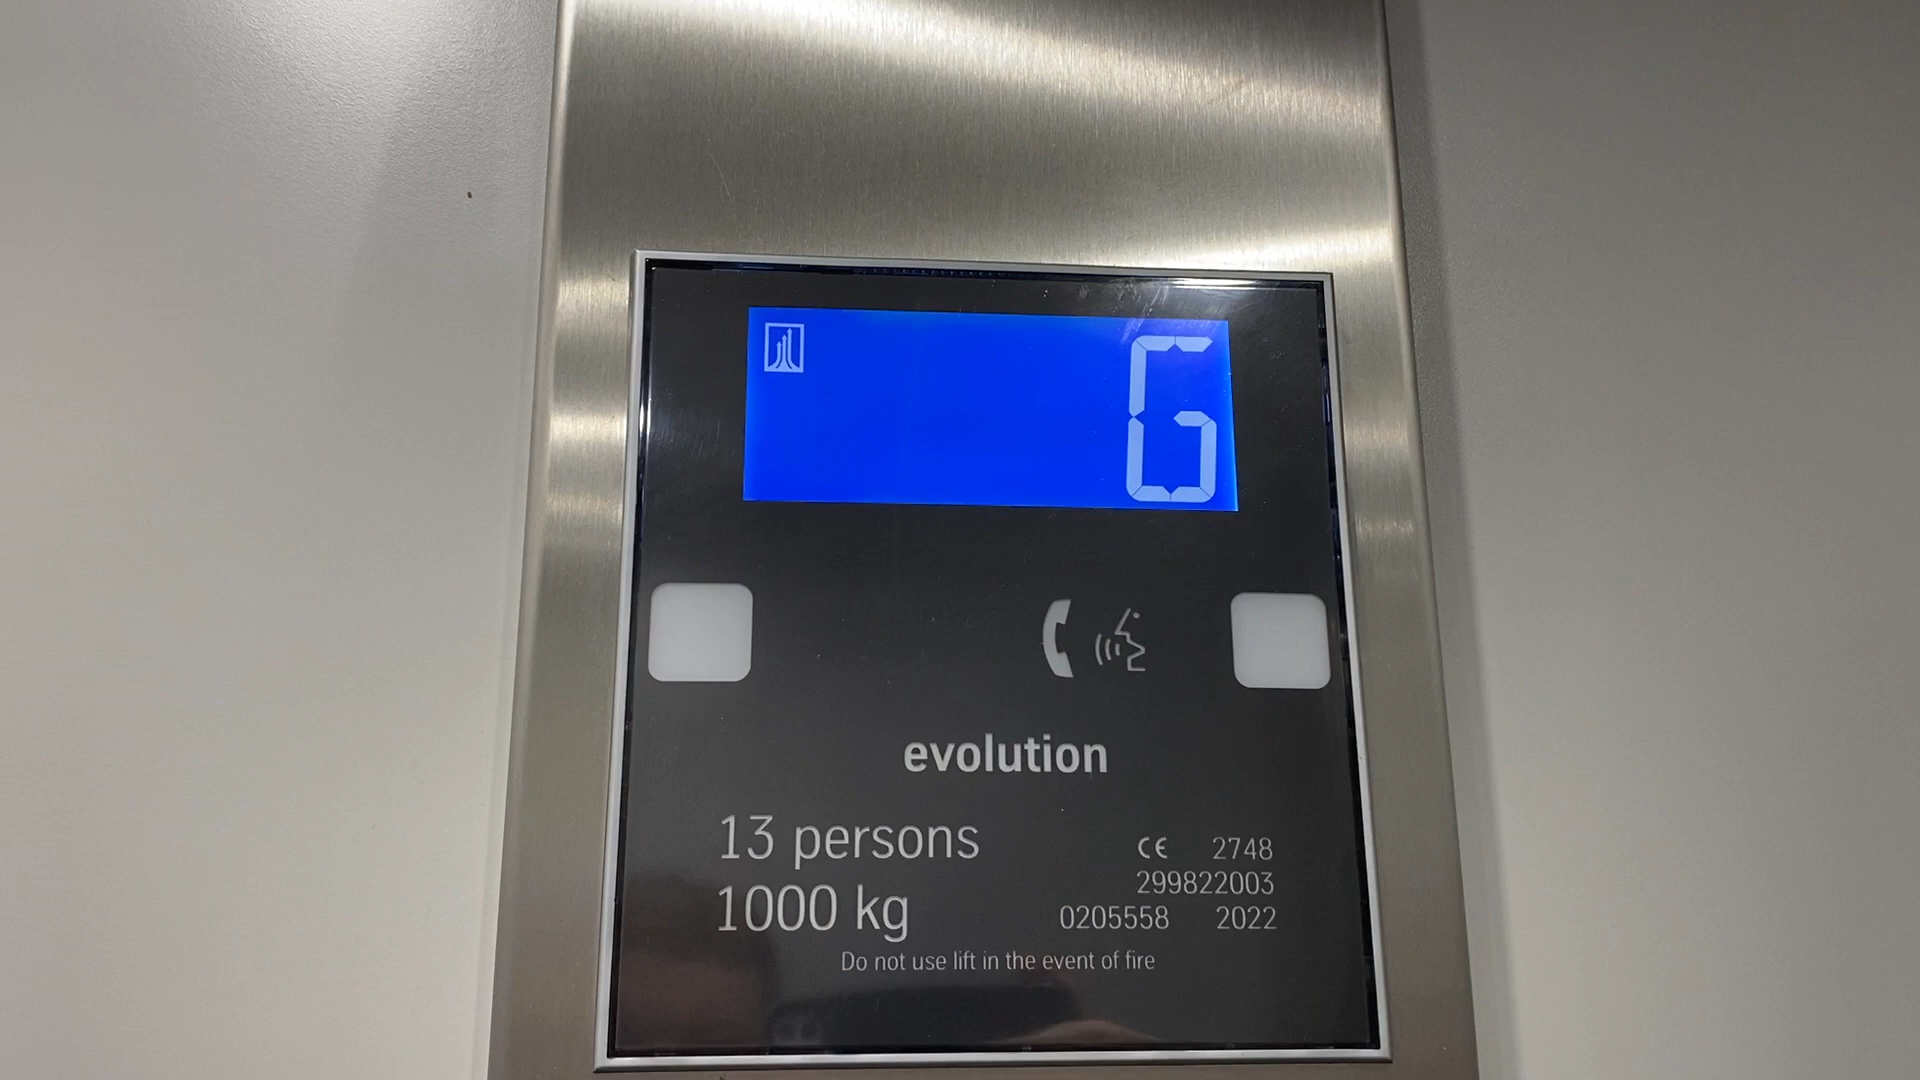 G
evolution
13 persons
1000 kg
CE 2748
299822003
0205558 2022
Do not use lift in the event of fire